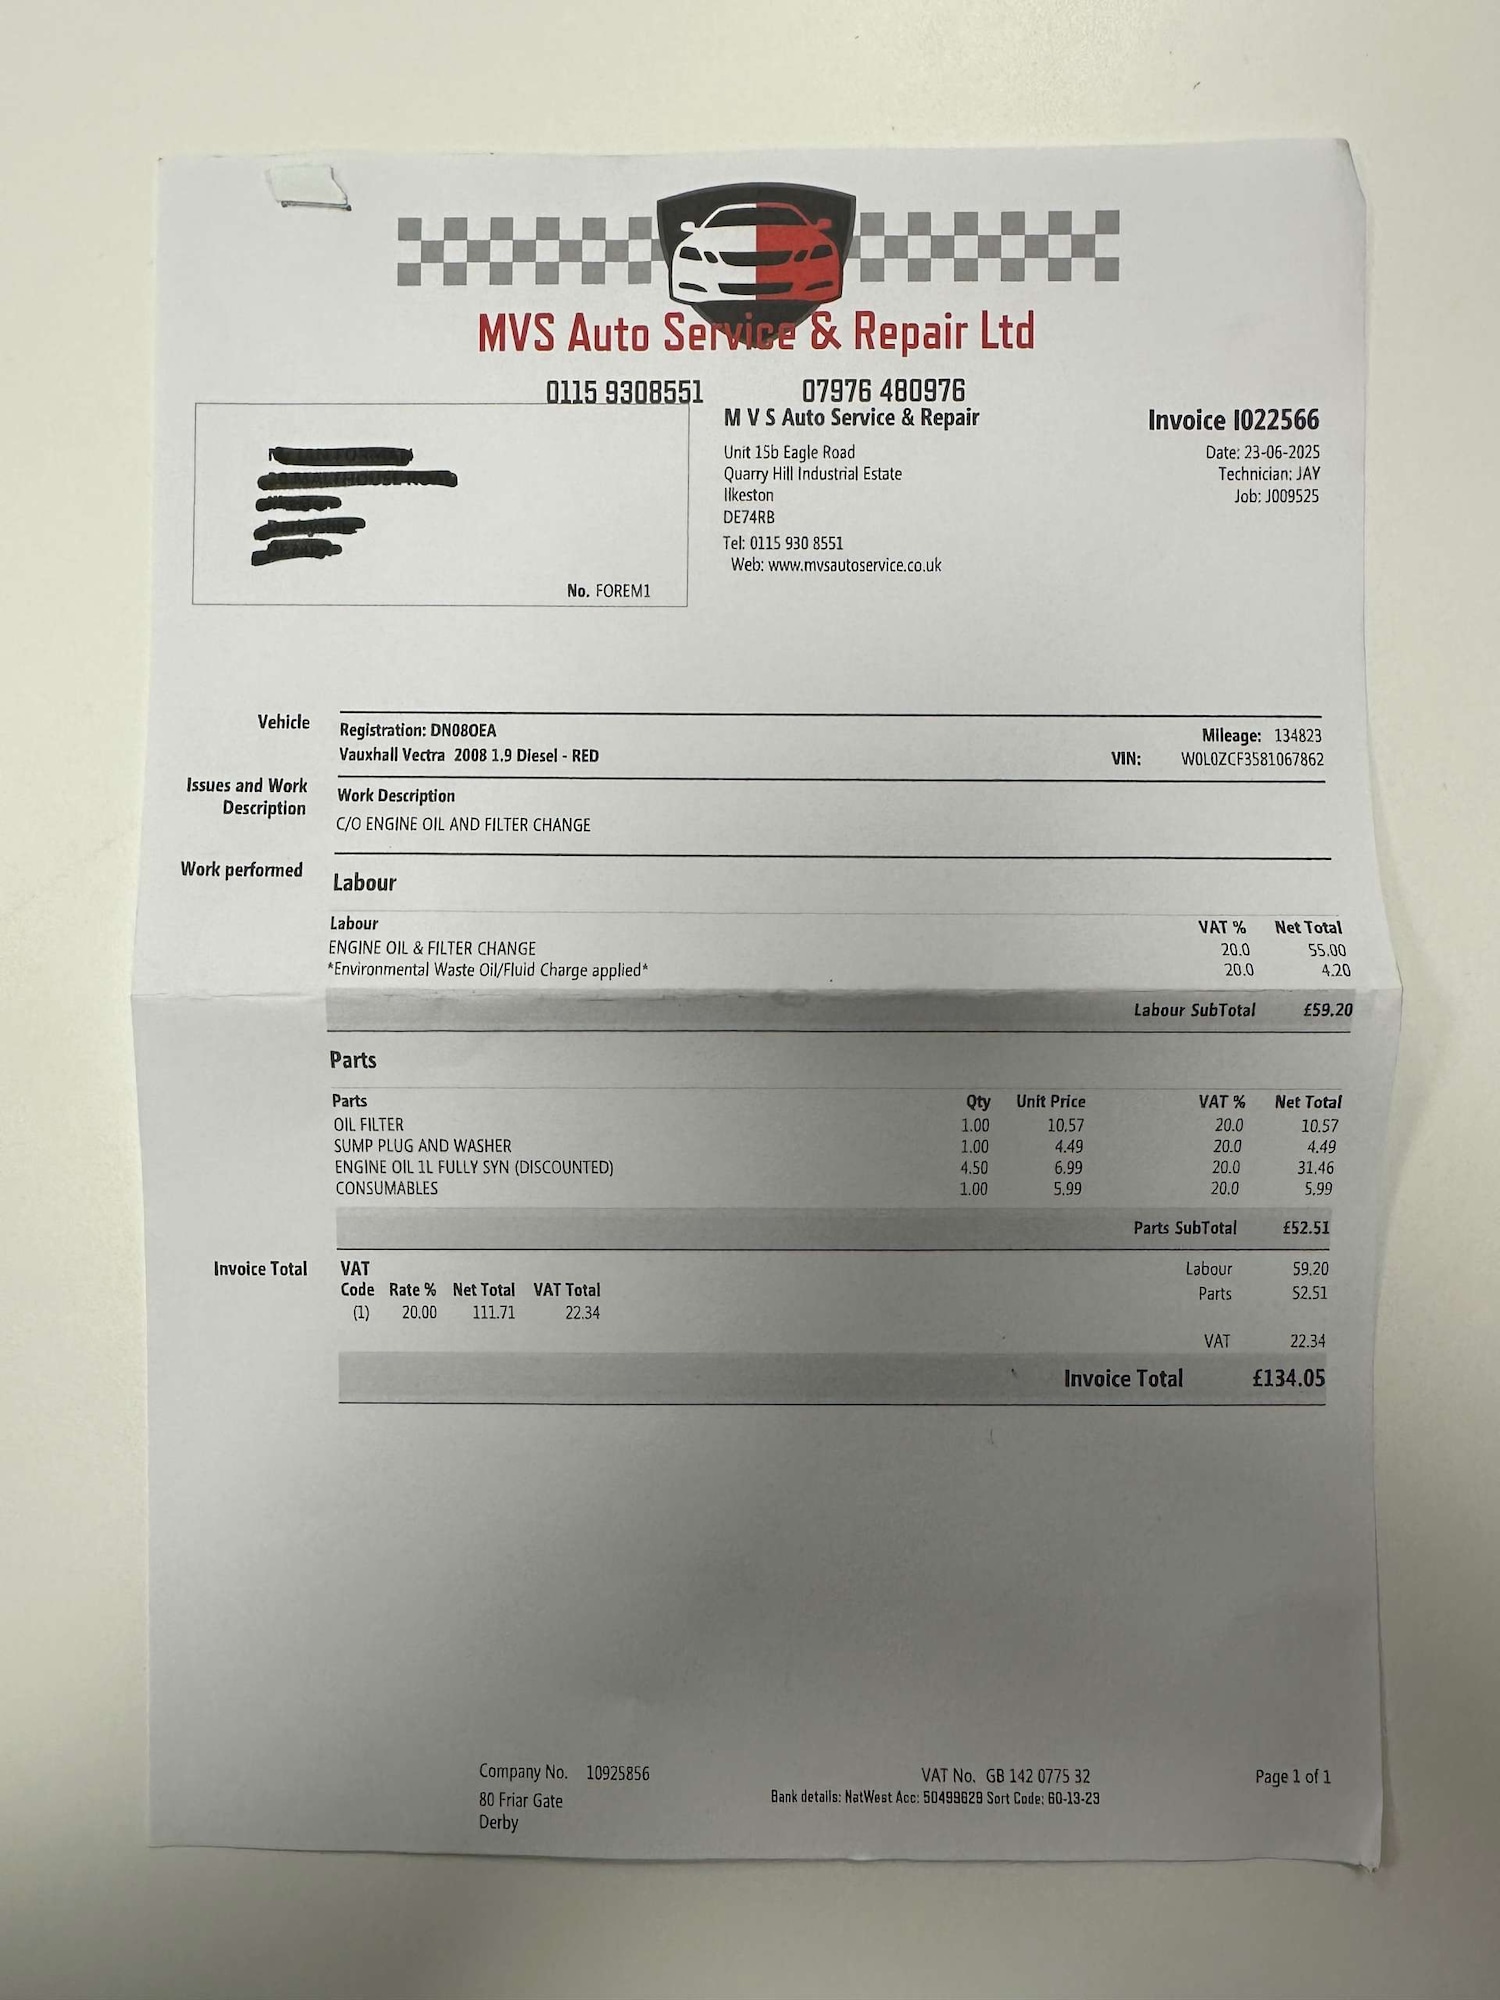 MVS Auto Service & Repair Ltd
0115 9308551 07976 480976
No. FOREM1
M V S Auto Service & Repair
Unit 15b Eagle Road
Quarry Hill Industrial Estate
Ilkeston
DE74RB
Tel: 0115 930 8551
Web: www.mvsautoservice.co.uk
Invoice I022566
Date: 23-06-2025
Technician: JAY
Job: J009525
Vehicle
Registration: DN08OEA
Mileage: 134823
Vauxhall Vectra 2008 1.9 Diesel - RED
VIN: W0L0ZCF3581067862
Issues and Work
Description
Work Description
C/O ENGINE OIL AND FILTER CHANGE
Work performed
Labour
Labour VAT % Net Total
ENGINE OIL & FILTER CHANGE 20.0 55.00
*Environmental Waste Oil/Fluid Charge applied* 20.0 4.20
Labour SubTotal £59.20
Parts
Parts Qty Unit Price VAT % Net Total
OIL FILTER 1.00 10.57 20.0 10.57
SUMP PLUG AND WASHER 1.00 4.49 20.0 4.49
ENGINE OIL 1L FULLY SYN (DISCOUNTED) 4.50 6.99 20.0 31.46
CONSUMABLES 1.00 5.99 20.0 5.99
Parts SubTotal £52.51
Invoice Total
VAT
Code Rate % Net Total VAT Total
(1) 20.00 111.71 22.34
Labour 59.20
Parts 52.51
VAT 22.34
Invoice Total £134.05
Company No. 10925856
80 Friar Gate
Derby
VAT No. GB 142 0775 32
Bank details: NatWest Acc: 50499629 Sort Code: 60-13-23
Page 1 of 1